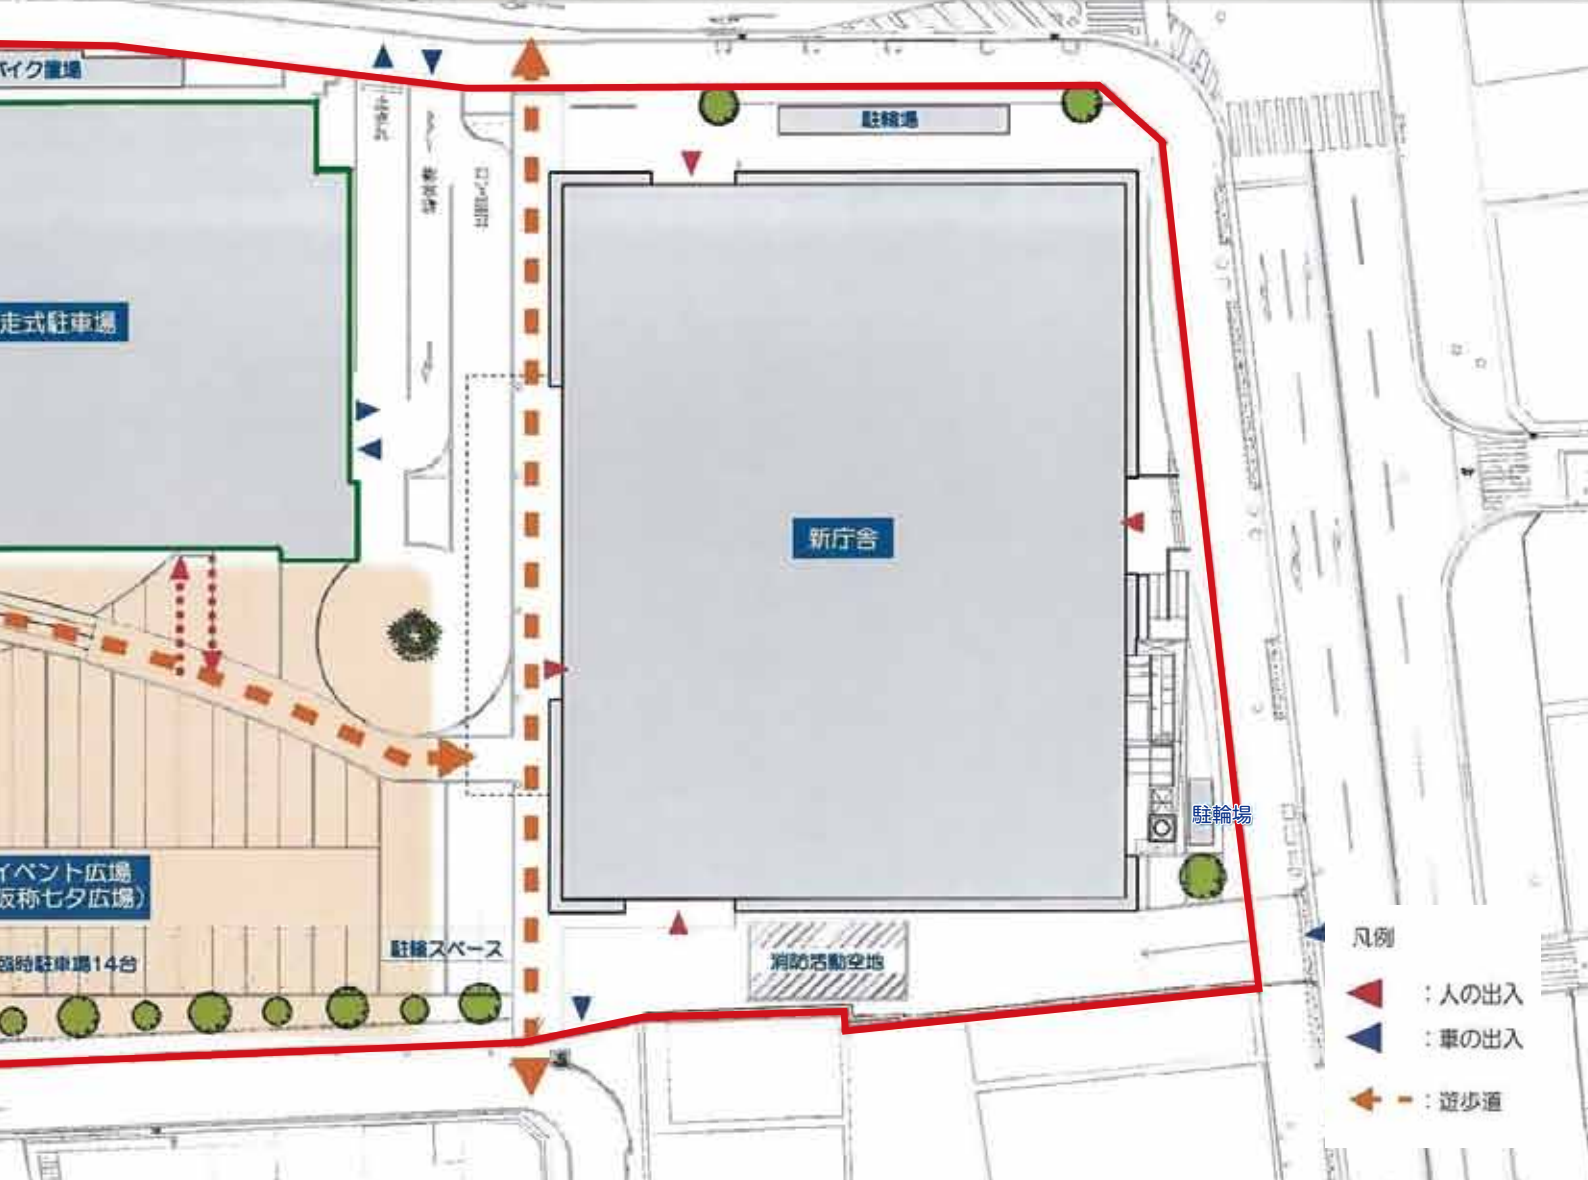 バイク置場
駐輪場
走式駐車場
新庁舎
駐輪場
イベント広場
仮称七夕広場）
駐輪スペース
臨時駐車場14台
消防活動空地
凡例
：人の出入
：車の出入
：遊歩道